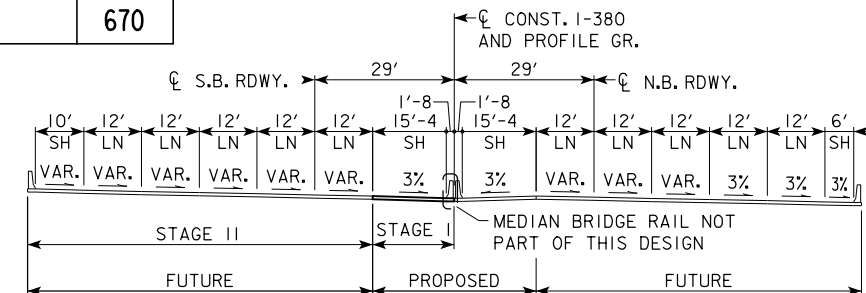 670
℄ CONST. I-380
AND PROFILE GR.
29' 29'
℄ S.B. RDWY. ℄ N.B. RDWY.
1'-8 1'-8
10' 12' 12' 12' 12' 12' 15'-4 15'-4 12' 12' 12' 12' 12' 6'
SH LN LN LN LN LN SH SH LN LN LN LN LN SH
VAR. VAR. VAR. VAR. VAR. VAR. 3% 3% VAR. VAR. VAR. 3% 3% 3%
MEDIAN BRIDGE RAIL NOT
PART OF THIS DESIGN
STAGE II STAGE I
FUTURE PROPOSED FUTURE